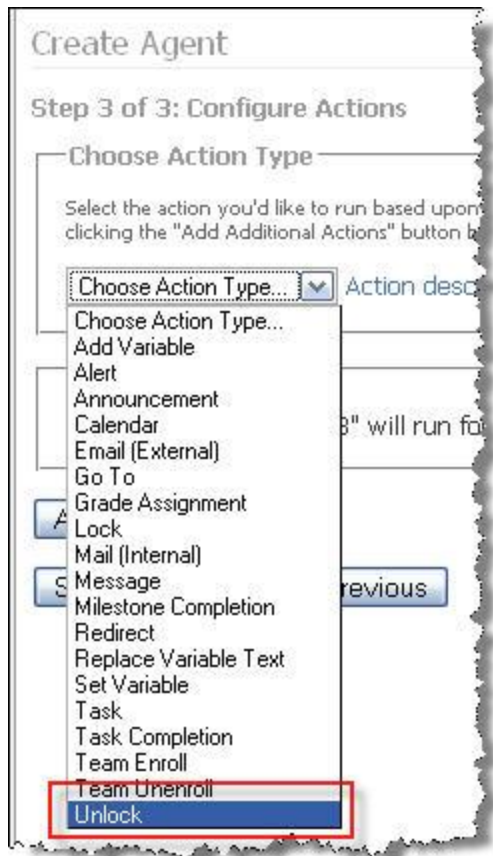 Create Agent
Step 3 of 3: Configure Actions
Choose Action Type
Select the action you'd like to run based upon
clicking the "Add Additional Actions" button
Choose Action Type... Action
Choose Action Type...
Add Variable
Alert
Announcement
Calendar
" will run
Email (External)
Go To
Grade Assignment
Lock
Mail (Internal)
Message
Milestone Completion
Redirect
Replace Variable Text
Set Variable
Task
Task Completion
Team Enroll
Team Unenroll
Unlock